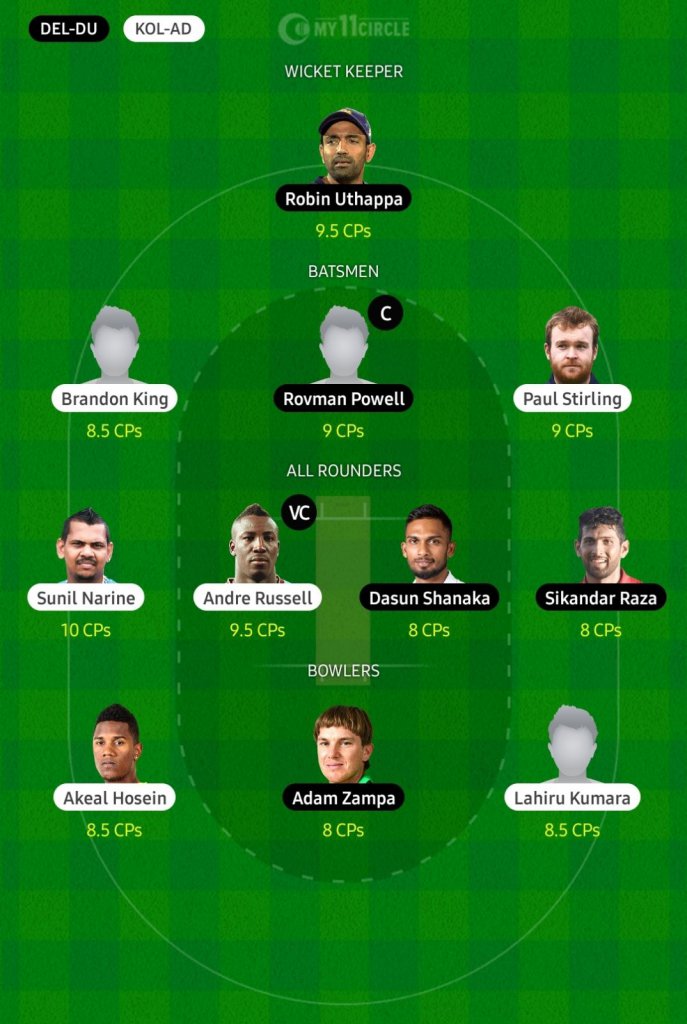 DEL-DU KOL-AD MY11CIRCLE
WICKET KEEPER
Robin Uthappa
9.5 CPs
BATSMEN
C
Brandon King Rovman Powell Paul Stirling
8.5 CPs 9 CPs 9 CPs
ALL ROUNDERS
VC
Sunil Narine Andre Russell Dasun Shanaka Sikandar Raza
10 CPs 9.5 CPs 8 CPs 8 CPs
BOWLERS
Akeal Hosein Adam Zampa Lahiru Kumara
8.5 CPs 8 CPs 8.5 CPs